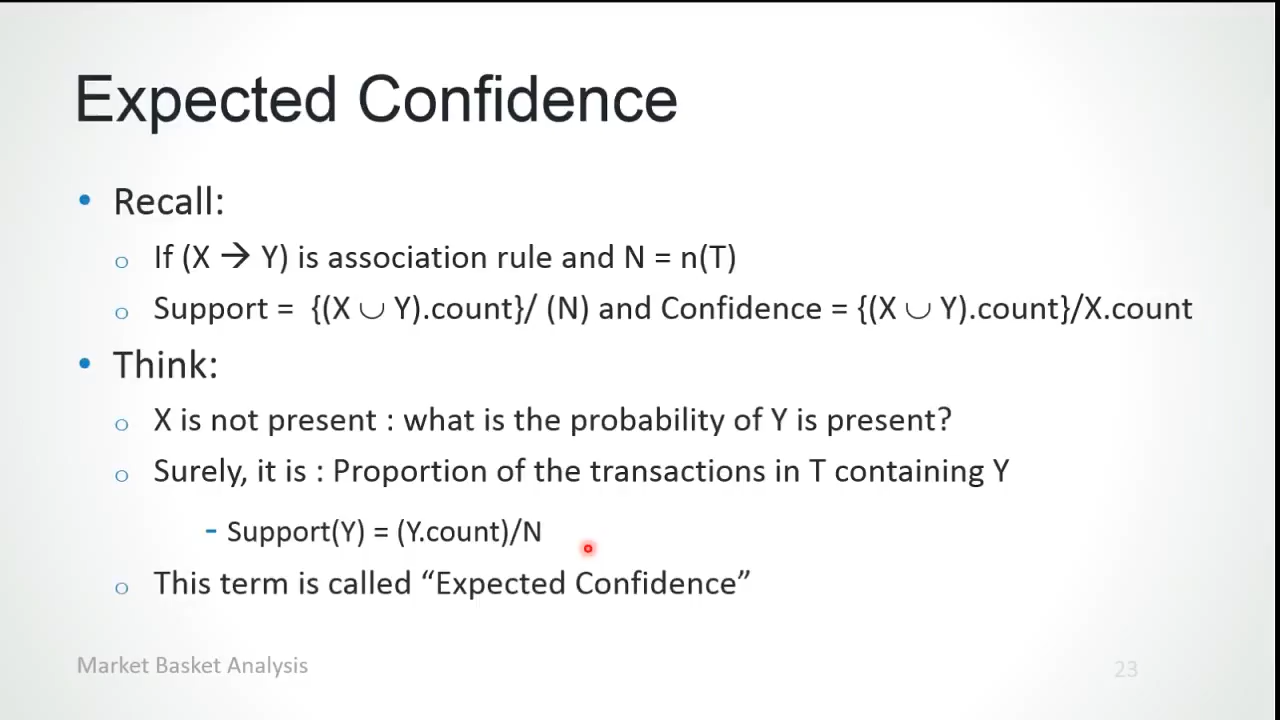 Expected Confidence
• Recall:
o If (X → Y) is association rule and N = n(T)
o Support = {(X ∪ Y).count}/ (N) and Confidence = {(X ∪ Y).count}/X.count
• Think:
o X is not present : what is the probability of Y is present?
o Surely, it is : Proportion of the transactions in T containing Y
- Support(Y) = (Y.count)/N
o This term is called “Expected Confidence”
Market Basket Analysis
23